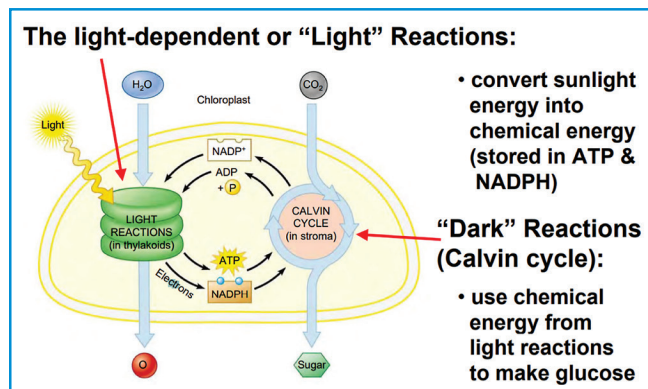 The light-dependent or “Light” Reactions:
H₂O
CO₂
Chloroplast
Light
NADP⁺
ADP
+ P
LIGHT
REACTIONS
(in thylakoids)
CALVIN
CYCLE
(in stroma)
ATP
Electrons
NADPH
O
Sugar
• convert sunlight
energy into
chemical energy
(stored in ATP &
NADPH)
“Dark” Reactions
(Calvin cycle):
• use chemical
energy from
light reactions
to make glucose